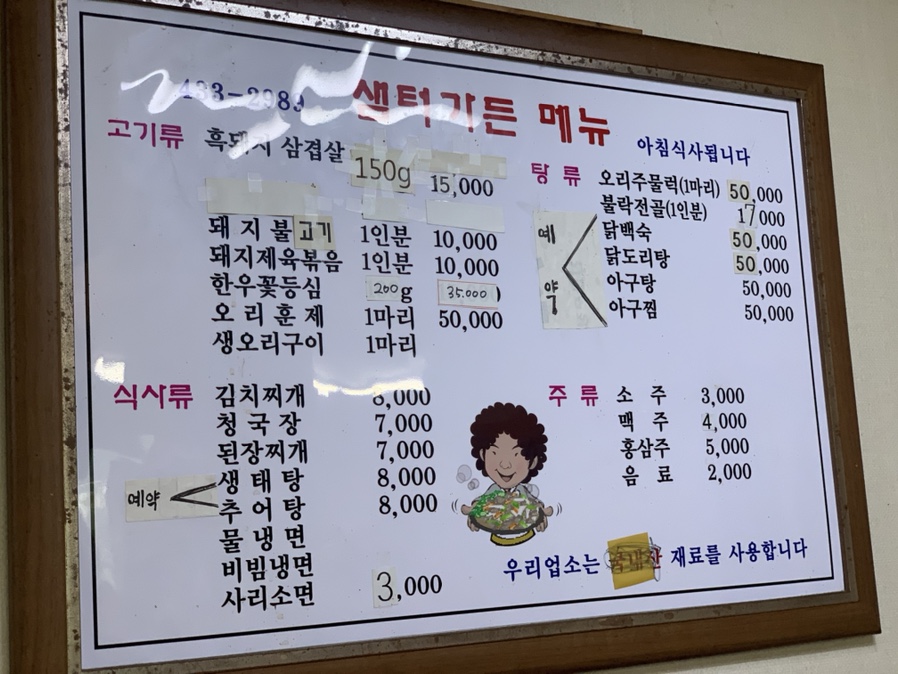 433-2989
샘터가든 메뉴
아침식사됩니다
고기류
흑돼지 삼겹살 150g 15,000
돼지불고기 1인분 10,000
돼지제육볶음 1인분 10,000
한우꽃등심 200g 35.000
오리훈제 1마리 50,000
생오리구이 1마리
탕류
오리주물럭(1마리) 50,000
불락전골(1인분) 17,000
예약
닭백숙 50,000
닭도리탕 50,000
아구탕 50,000
아구찜 50,000
식사류
김치찌개 8,000
청국장 7,000
된장찌개 7,000
예약
생태탕 8,000
추어탕 8,000
물냉면
비빔냉면
사리소면 3,000
주류
소주 3,000
맥주 4,000
홍삼주 5,000
음료 2,000
우리업소는 재료를 사용합니다